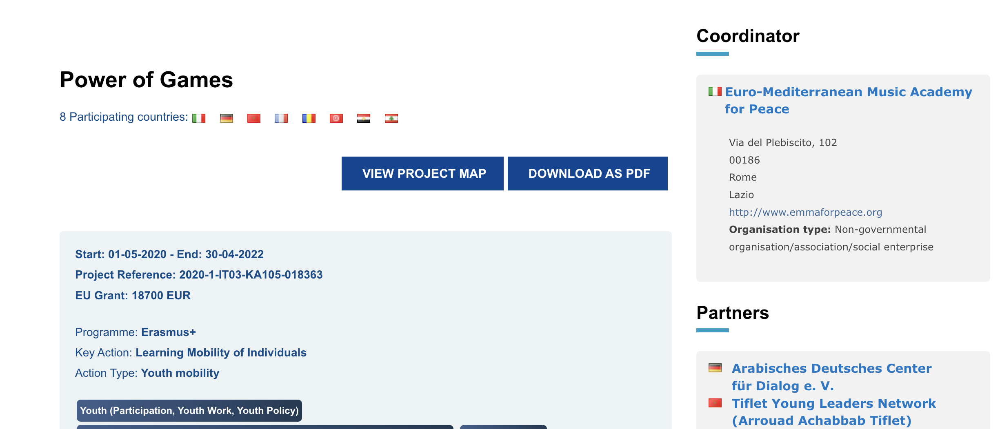 Power of Games
8 Participating countries:
VIEW PROJECT MAP
DOWNLOAD AS PDF
Start: 01-05-2020 - End: 30-04-2022
Project Reference: 2020-1-IT03-KA105-018363
EU Grant: 18700 EUR
Programme: Erasmus+
Key Action: Learning Mobility of Individuals
Action Type: Youth mobility
Youth (Participation, Youth Work, Youth Policy)
Coordinator
Euro-Mediterranean Music Academy
for Peace
Via del Plebiscito, 102
00186
Rome
Lazio
http://www.emmaforpeace.org
Organisation type: Non-governmental
organisation/association/social enterprise
Partners
Arabisches Deutsches Center
für Dialog e. V.
Tiflet Young Leaders Network
(Arrouad Achabbab Tiflet)